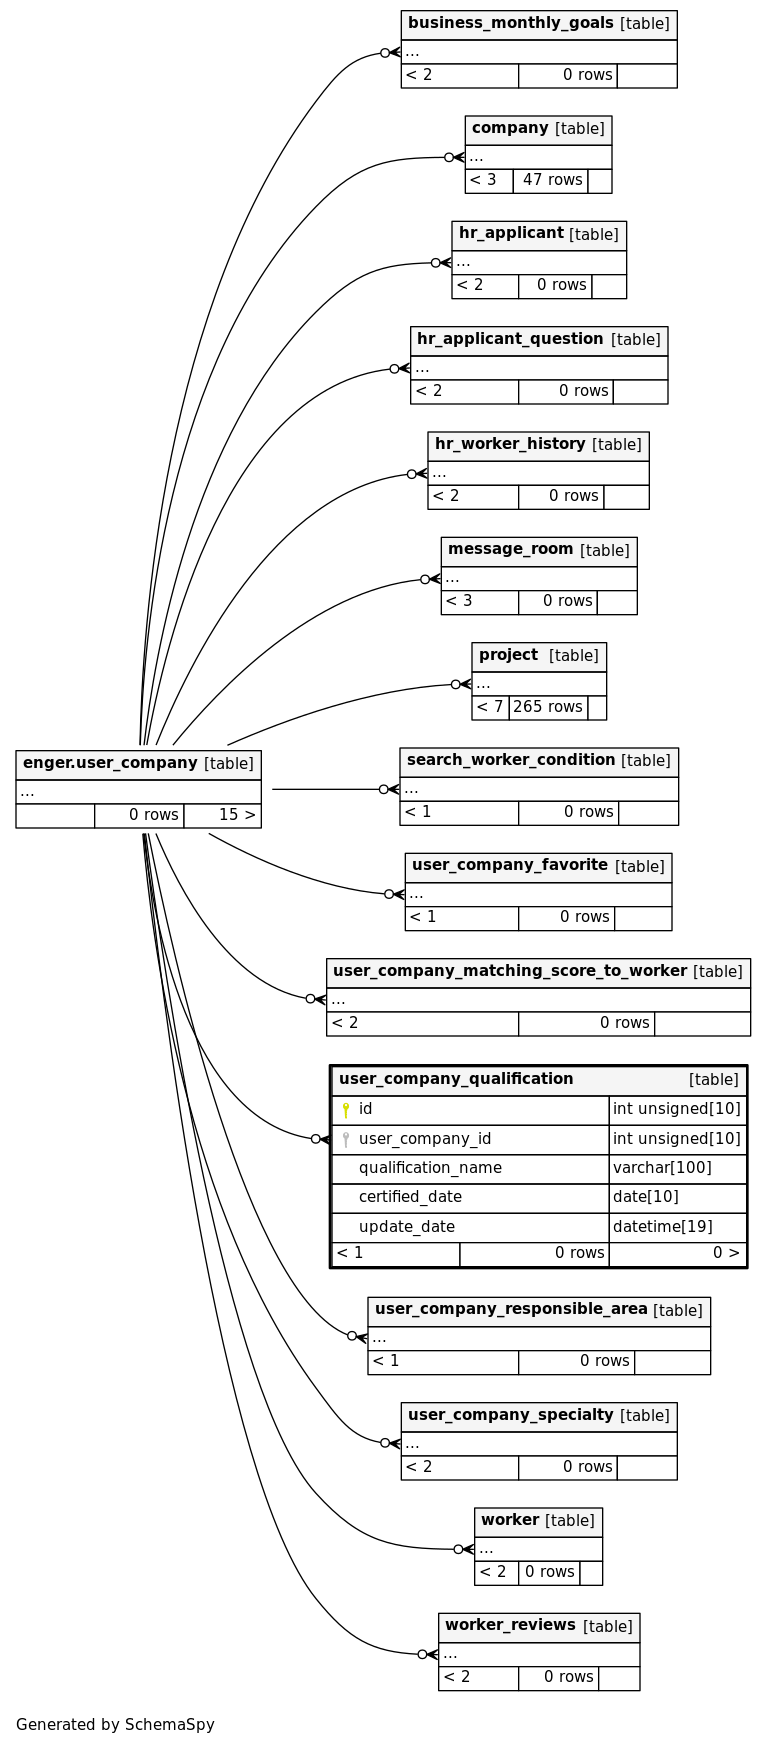 business_monthly_goals [table]
...
< 2 0 rows
company [table]
...
< 3 47 rows
hr_applicant [table]
...
< 2 0 rows
hr_applicant_question [table]
...
< 2 0 rows
hr_worker_history [table]
...
< 2 0 rows
message_room [table]
...
< 3 0 rows
project [table]
...
< 7 265 rows
enger.user_company [table]
...
0 rows 15 >
search_worker_condition [table]
...
< 1 0 rows
user_company_favorite [table]
...
< 1 0 rows
user_company_matching_score_to_worker [table]
...
< 2 0 rows
user_company_qualification [table]
id int unsigned[10]
user_company_id int unsigned[10]
qualification_name varchar[100]
certified_date date[10]
update_date datetime[19]
< 1 0 rows 0 >
user_company_responsible_area [table]
...
< 1 0 rows
user_company_specialty [table]
...
< 2 0 rows
worker [table]
...
< 2 0 rows
worker_reviews [table]
...
< 2 0 rows
Generated by SchemaSpy